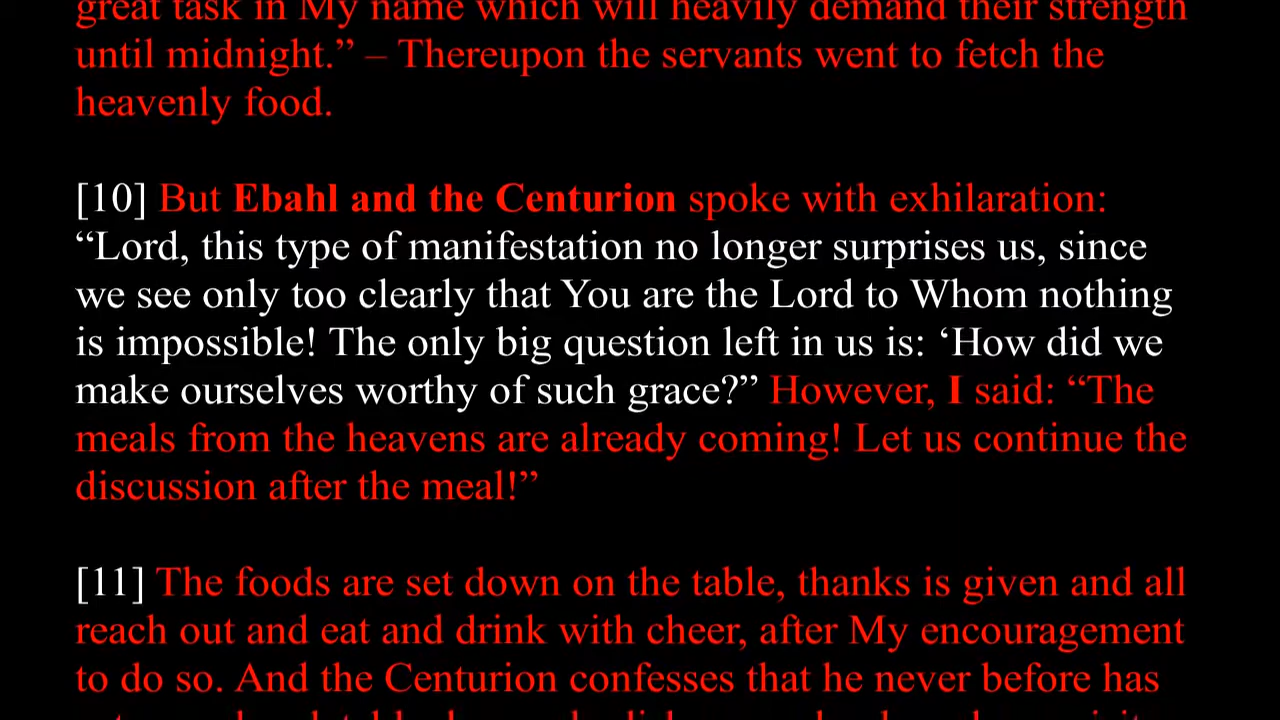 great task in My name which will heavily demand their strength
until midnight.” – Thereupon the servants went to fetch the
heavenly food.
[10] But Ebahl and the Centurion spoke with exhilaration:
“Lord, this type of manifestation no longer surprises us, since
we see only too clearly that You are the Lord to Whom nothing
is impossible! The only big question left in us is: ‘How did we
make ourselves worthy of such grace?” However, I said: “The
meals from the heavens are already coming! Let us continue the
discussion after the meal!”
[11] The foods are set down on the table, thanks is given and all
reach out and eat and drink with cheer, after My encouragement
to do so. And the Centurion confesses that he never before has